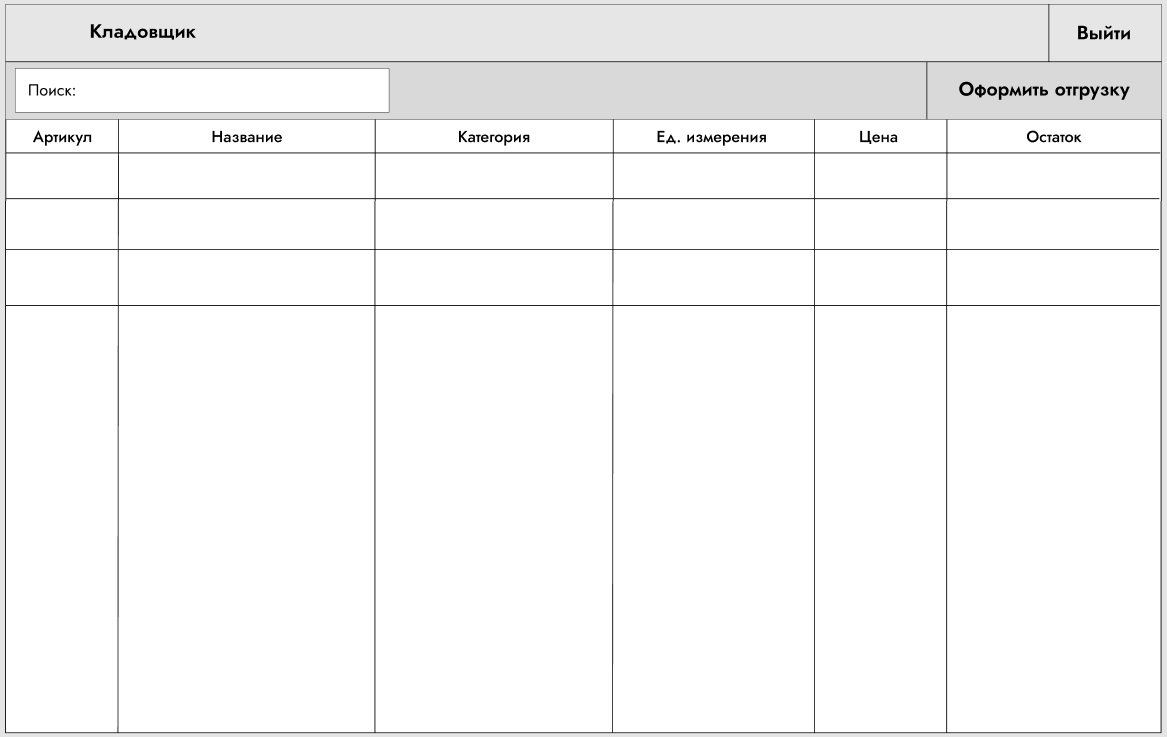 Кладовщик
Выйти
Поиск:
Оформить отгрузку
Артикул Название Категория Ед. измерения Цена Остаток